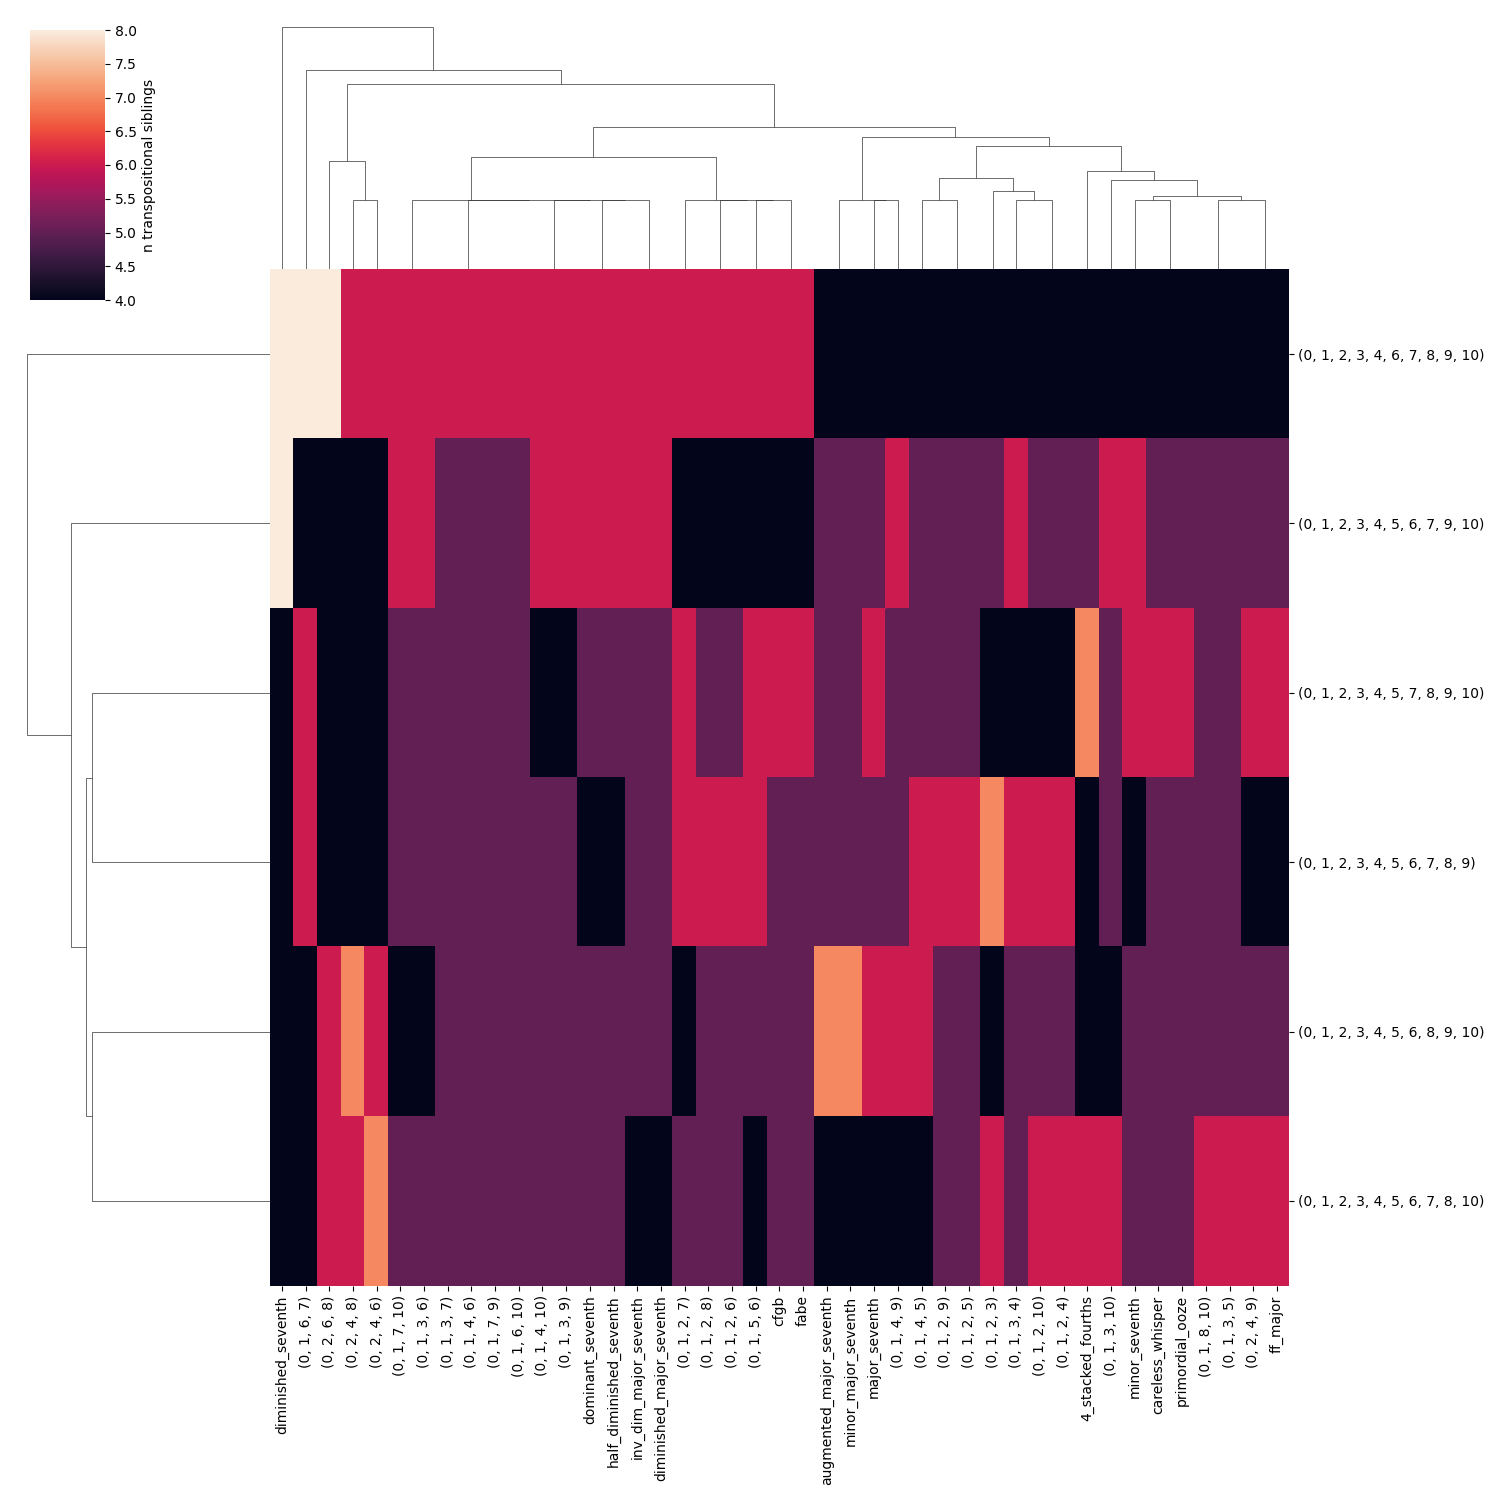 8.0
7.5
7.0
6.5
6.0
5.5
5.0
4.5
4.0
n transpositional siblings
(0, 1, 2, 3, 4, 6, 7, 8, 9, 10)
(0, 1, 2, 3, 4, 5, 6, 7, 9, 10)
(0, 1, 2, 3, 4, 5, 7, 8, 9, 10)
(0, 1, 2, 3, 4, 5, 6, 7, 8, 9)
(0, 1, 2, 3, 4, 5, 6, 8, 9, 10)
(0, 1, 2, 3, 4, 5, 6, 7, 8, 10)
diminished_seventh
(0, 1, 6, 7)
(0, 2, 6, 8)
(0, 2, 4, 8)
(0, 2, 4, 6)
(0, 1, 7, 10)
(0, 1, 3, 6)
(0, 1, 3, 7)
(0, 1, 4, 6)
(0, 1, 7, 9)
(0, 1, 6, 10)
(0, 1, 4, 10)
(0, 1, 3, 9)
dominant_seventh
half_diminished_seventh
inv_dim_major_seventh
diminished_major_seventh
(0, 1, 2, 7)
(0, 1, 2, 8)
(0, 1, 2, 6)
(0, 1, 5, 6)
cfgb
fabe
augmented_major_seventh
minor_major_seventh
major_seventh
(0, 1, 4, 9)
(0, 1, 4, 5)
(0, 1, 2, 9)
(0, 1, 2, 5)
(0, 1, 2, 3)
(0, 1, 3, 4)
(0, 1, 2, 10)
(0, 1, 2, 4)
4_stacked_fourths
(0, 1, 3, 10)
minor_seventh
careless_whisper
primordial_ooze
(0, 1, 8, 10)
(0, 1, 3, 5)
(0, 2, 4, 9)
ff_major